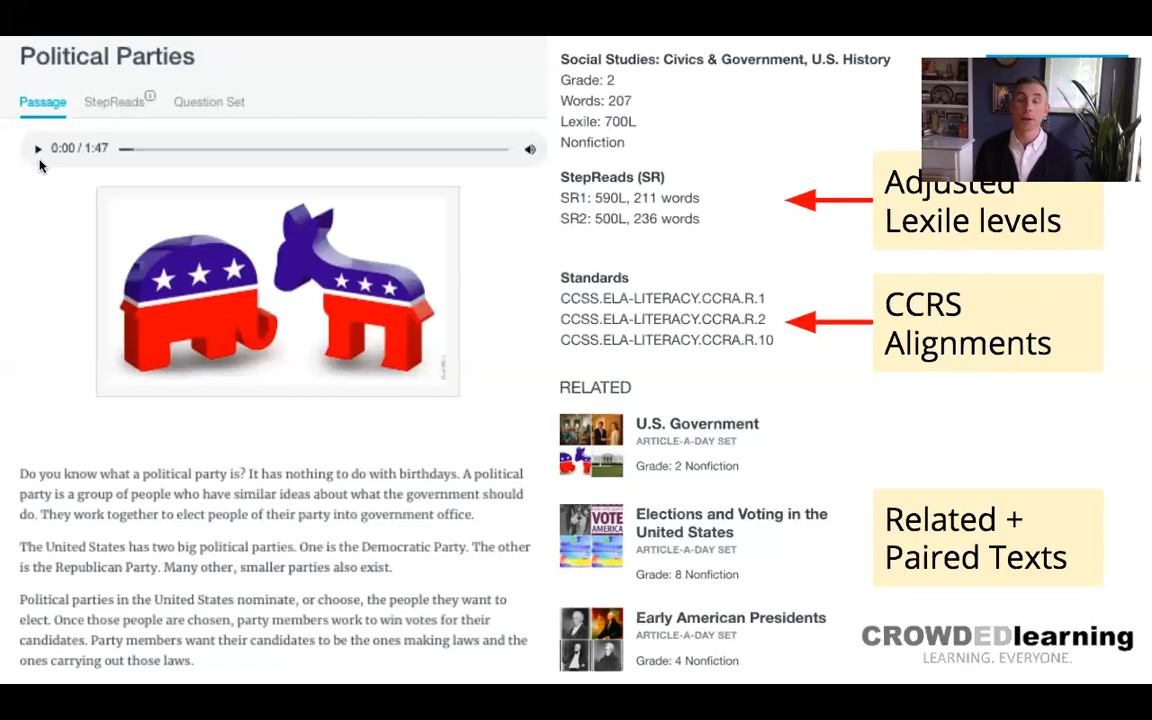 Political Parties
Passage
StepReads
Question Set
0:00 / 1:47
Do you know what a political party is? It has nothing to do with birthdays. A political
party is a group of people who have similar ideas about what the government should
do. They work together to elect people of their party into government office.
The United States has two big political parties. One is the Democratic Party. The other
is the Republican Party. Many other, smaller parties also exist.
Political parties in the United States nominate, or choose, the people they want to
elect. Once those people are chosen, party members work to win votes for their
candidates. Party members want their candidates to be the ones making laws and the
ones carrying out those laws.
Social Studies: Civics & Government, U.S. History
Grade: 2
Words: 207
Lexile: 700L
Nonfiction
StepReads (SR)
SR1: 590L, 211 words
SR2: 500L, 236 words
Standards
CCSS.ELA-LITERACY.CCRA.R.1
CCSS.ELA-LITERACY.CCRA.R.2
CCSS.ELA-LITERACY.CCRA.R.10
RELATED
U.S. Government
ARTICLE-A-DAY SET
Grade: 2 Nonfiction
VOTE
AMERICA
Elections and Voting in the
United States
ARTICLE-A-DAY SET
Grade: 8 Nonfiction
Early American Presidents
ARTICLE-A-DAY SET
Grade: 4 Nonfiction
Adjusted
Lexile levels
CCRS
Alignments
Related +
Paired Texts
CROWDEDlearning
LEARNING. EVERYONE.